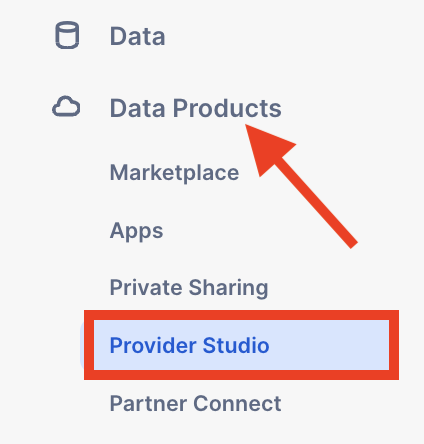 Data
Data Products
Marketplace
Apps
Private Sharing
Provider Studio
Partner Connect